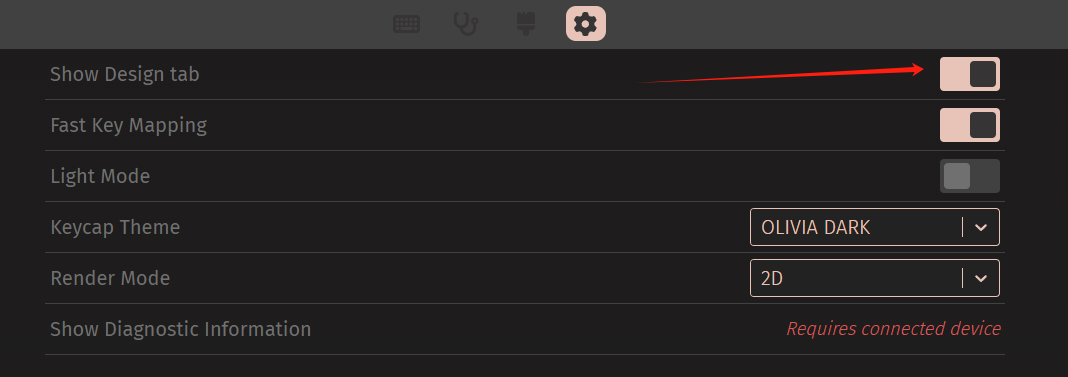 Show Design tab
Fast Key Mapping
Light Mode
Keycap Theme OLIVIA DARK
Render Mode 2D
Show Diagnostic Information Requires connected device